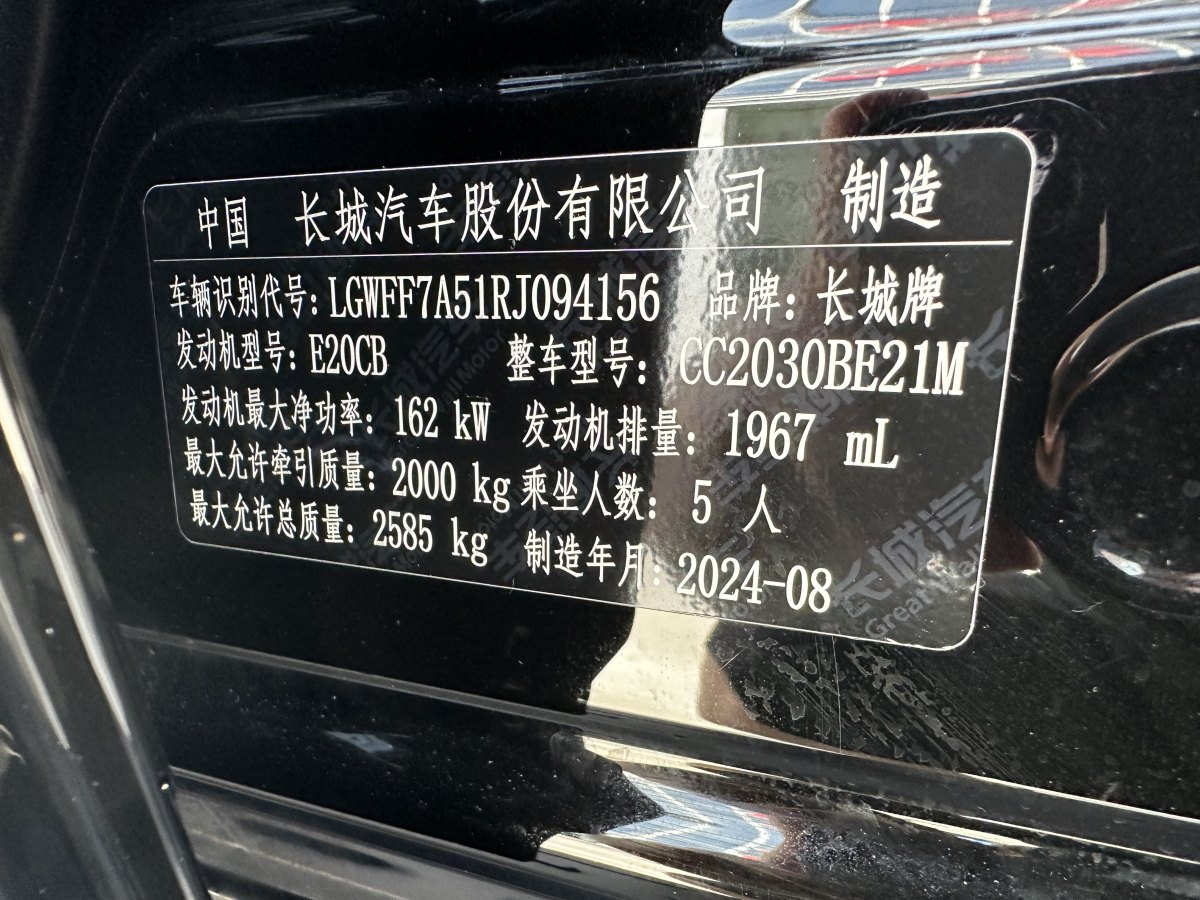 中国 长城汽车股份有限公司 制造
车辆识别代号: LGWFF7A51RJ094156 品牌: 长城牌
发动机型号: E20CB 整车型号: CC2030BE21M
发动机最大净功率: 162 kW 发动机排量: 1967 mL
最大允许牵引质量: 2000 kg 乘坐人数: 5 人
最大允许总质量: 2585 kg 制造年月: 2024-08